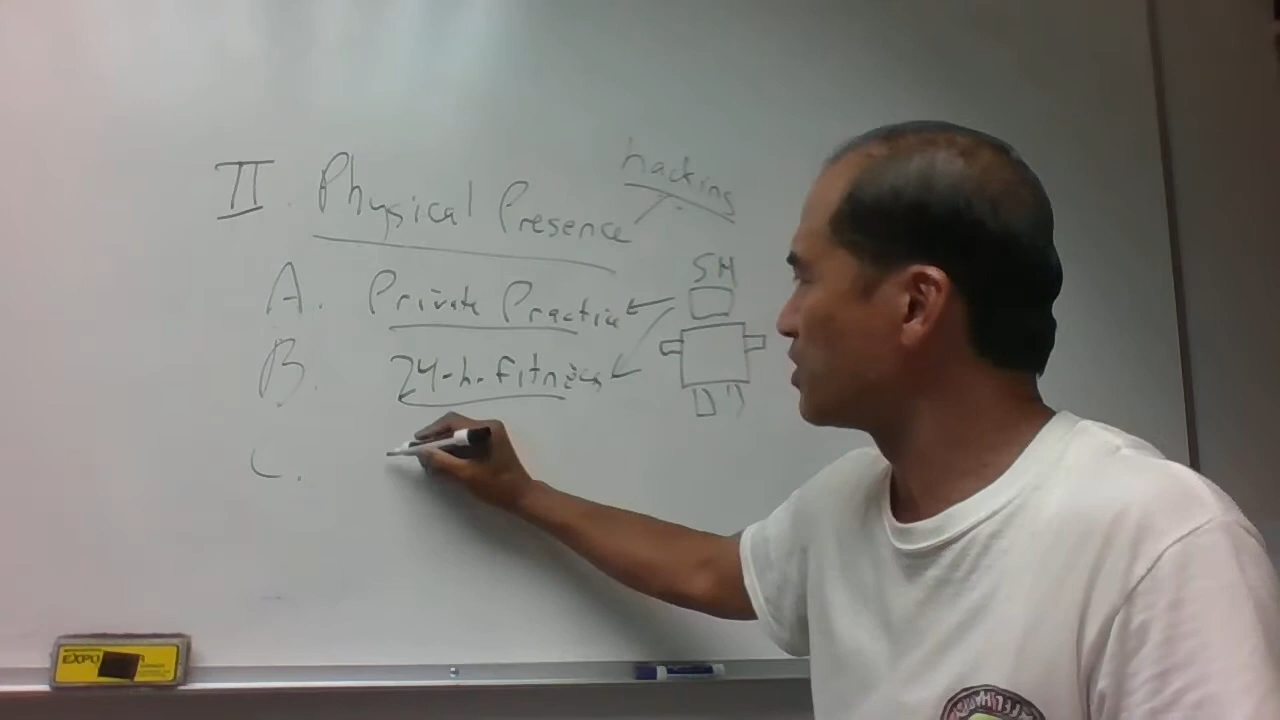 hacking
II. Physical Presence
SM
A. Private Practice
B. 24-h. Fitness
C.
EXPO